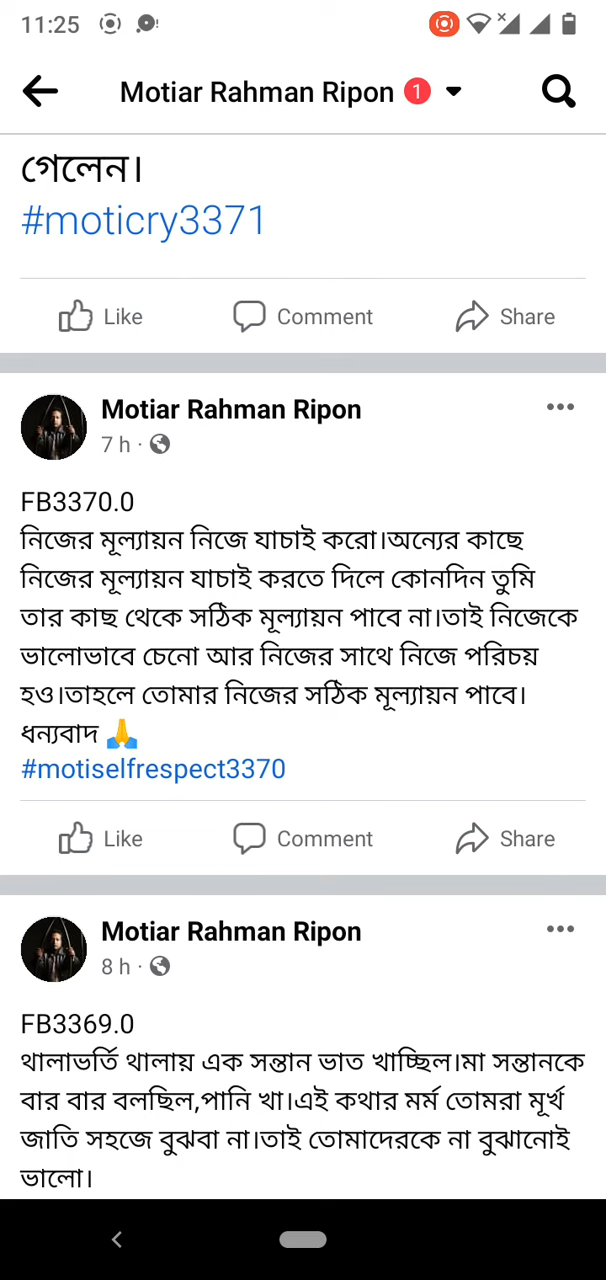 11:25
Motiar Rahman Ripon 1
গেলেন।
#moticry3371
Like Comment Share
Motiar Rahman Ripon
7 h ·
FB3370.0
নিজের মূল্যায়ন নিজে যাচাই করো।অন্যের কাছে
নিজের মূল্যায়ন যাচাই করতে দিলে কোনদিন তুমি
তার কাছ থেকে সঠিক মূল্যায়ন পাবে না।তাই নিজেকে
ভালোভাবে চেনো আর নিজের সাথে নিজে পরিচয়
হও।তাহলে তোমার নিজের সঠিক মূল্যায়ন পাবে।
ধন্যবাদ 🙏
#motiselfrespect3370
Like Comment Share
Motiar Rahman Ripon
8 h ·
FB3369.0
থালাভর্তি থালায় এক সন্তান ভাত খাচ্ছিল।মা সন্তানকে
বার বার বলছিল,পানি খা।এই কথার মর্ম তোমরা মূর্খ
জাতি সহজে বুঝবা না।তাই তোমাদেরকে না বুঝানোই
ভালো।